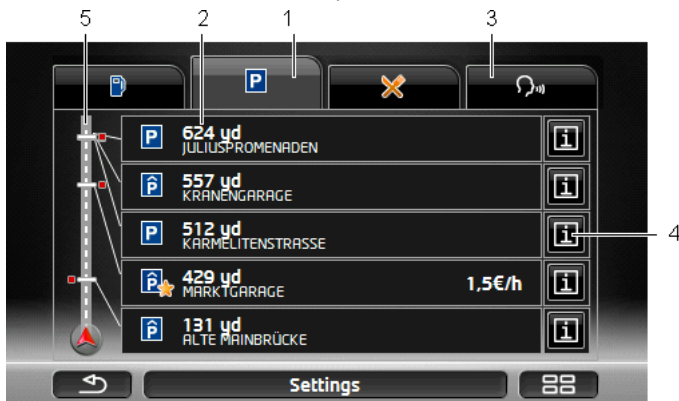 5 2 1 3
P
P 624 yd
JULIUSPROMENADEN
i
P 557 yd
KRANENGARAGE
i
P 512 yd
KARMELITENSTRASSE
i 4
P 429 yd
MARKTGARAGE
1,5€/h i
P 131 yd
ALTE MAINBRÜCKE
i
Settings